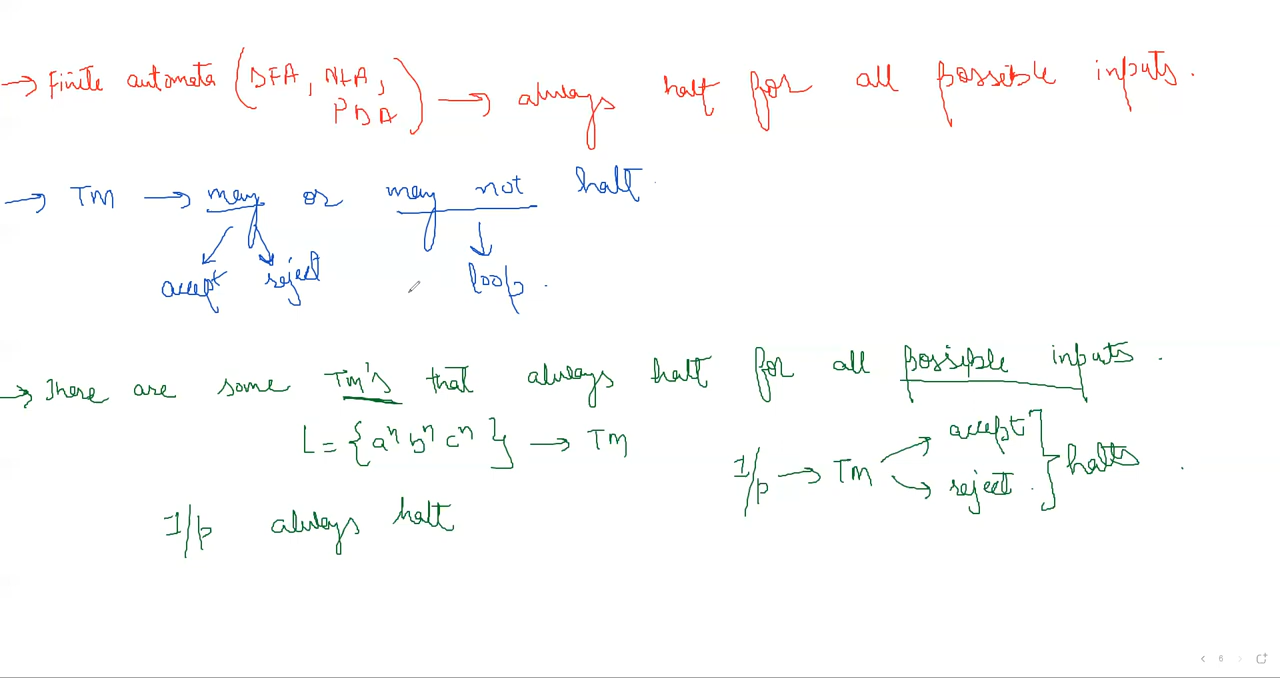 → Finite automata (DFA, NFA,
PDA) → always halt for all possible inputs.
→ TM → may or may not halt.
accept reject loop.
→ There are some TM's that always halt for all possible inputs.
L = {aⁿ bⁿ cⁿ} → TM
I/p → TM → accept
→ reject. } halts.
I/p always halt
6